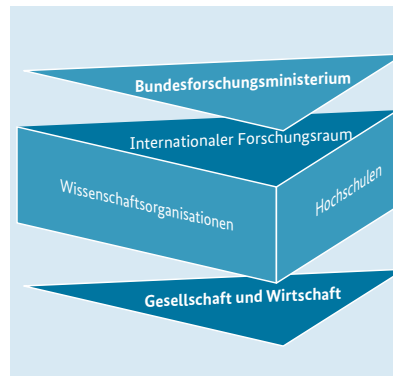 Bundesforschungsministerium
Internationaler Forschungsraum
Wissenschaftsorganisationen
Hochschulen
Gesellschaft und Wirtschaft